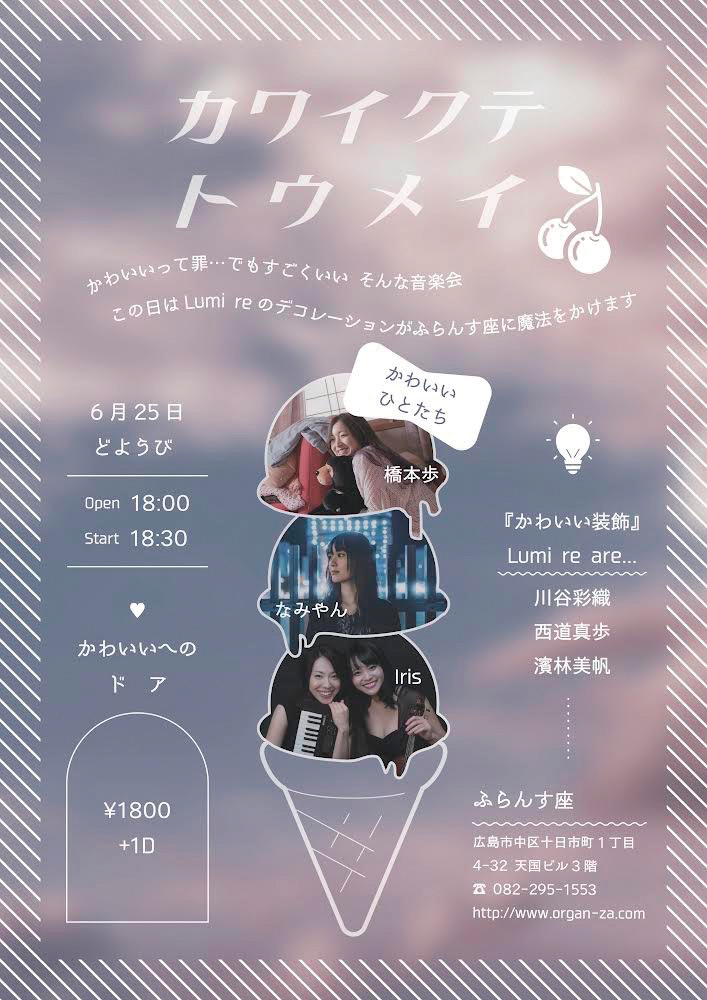 カワイクテ
トウメイ
かわいいって罪…でもすごくいい そんな音楽会
この日は Lumi re のデコレーションがふらんす座に魔法をかけます
かわいい
ひとたち
橋本歩
なみやん
Iris
6月25日
どようび
Open 18:00
Start 18:30
♥
かわいいへの
ド ア
¥1800
+1D
『かわいい装飾』
Lumi re are...
川谷彩織
西道真歩
濱林美帆
ふらんす座
広島市中区十日市町1丁目
4-32 天国ビル3階
☎ 082-295-1553
http://www.organ-za.com